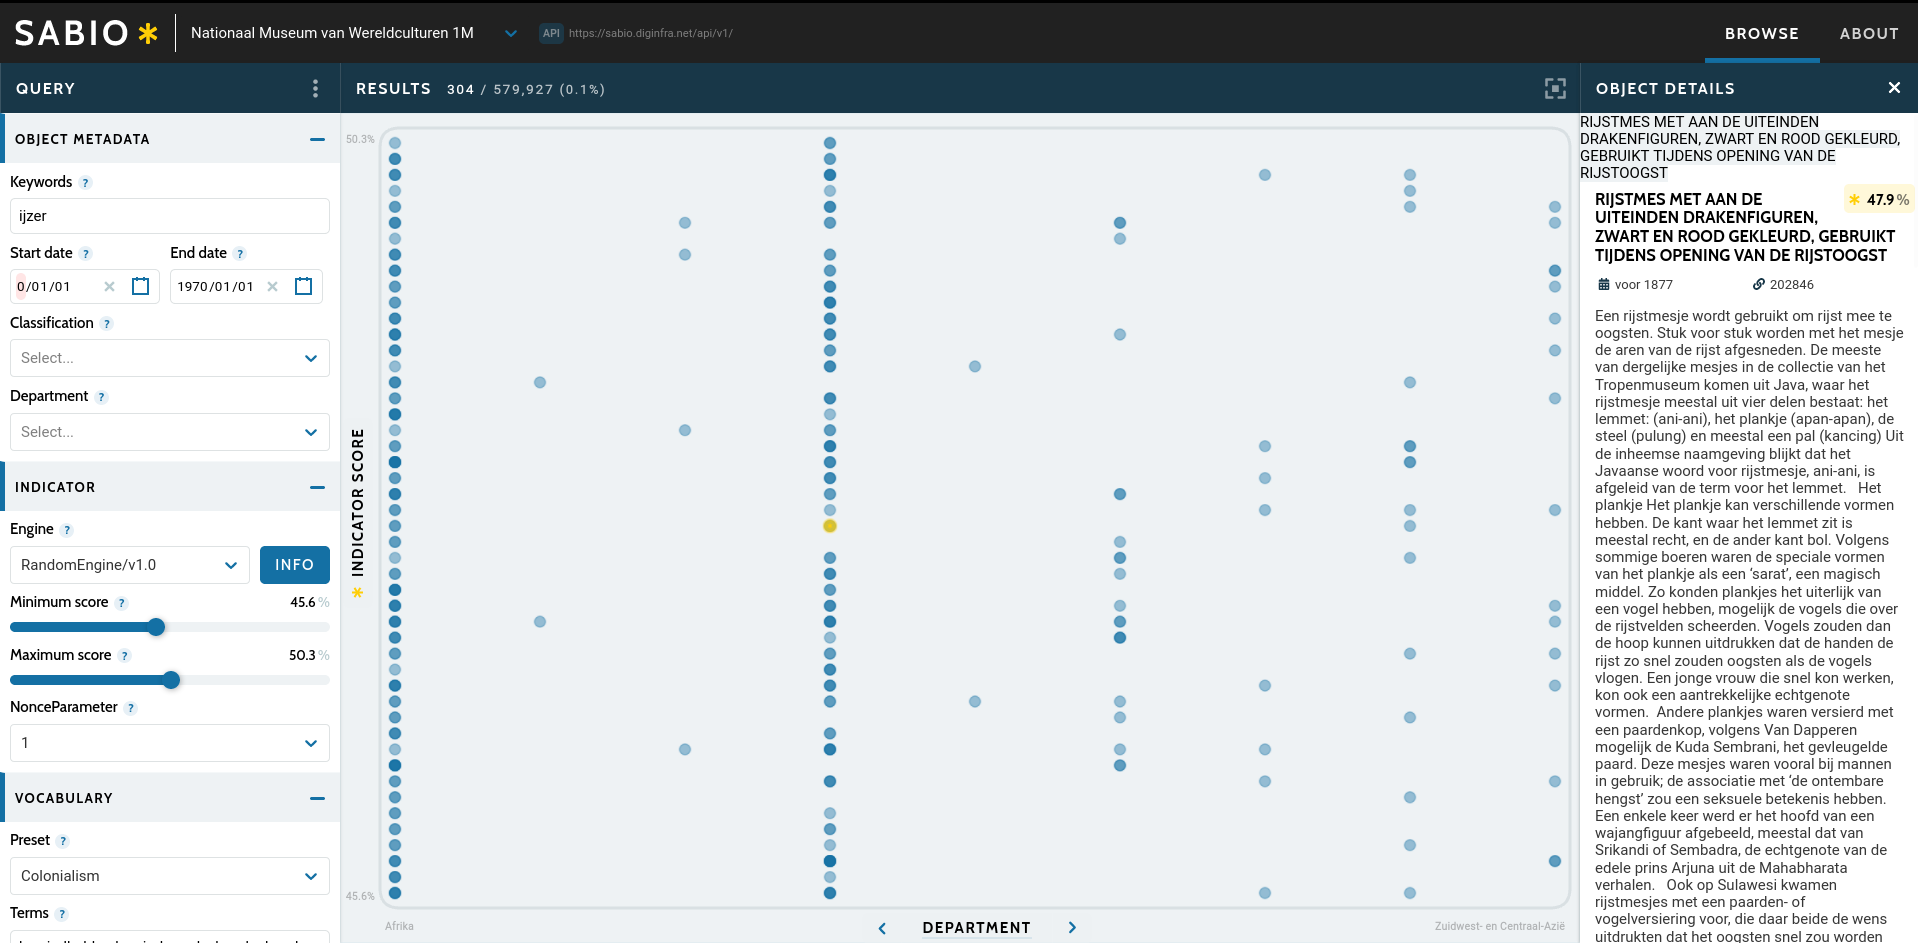 SABIO
Nationaal Museum van Wereldculturen 1M
API https://sabio.diginfra.net/api/v1/
BROWSE
ABOUT
QUERY
OBJECT METADATA
Keywords ?
ijzer
Start date ?
End date ?
0/01/01
1970/01/01
Classification ?
Select...
Department ?
Select...
INDICATOR
Engine ?
RandomEngine/v1.0
INFO
Minimum score ?
45.6 %
Maximum score ?
50.3 %
NonceParameter ?
1
VOCABULARY
Preset ?
Colonialism
Terms ?
RESULTS 304 / 579,927 (0.1%)
50.3%
INDICATOR SCORE
45.6%
Afrika
DEPARTMENT
Zuidwest- en Centraal-Azië
OBJECT DETAILS
RIJSTMES MET AAN DE UITEINDEN
DRAKENFIGUREN, ZWART EN ROOD GEKLEURD,
GEBRUIKT TIJDENS OPENING VAN DE
RIJSTOOGST
RIJSTMES MET AAN DE
UITEINDEN DRAKENFIGUREN,
ZWART EN ROOD GEKLEURD, GEBRUIKT
TIJDENS OPENING VAN DE RIJSTOOGST
47.9 %
voor 1877
202846
Een rijstmesje wordt gebruikt om rijst mee te
oogsten. Stuk voor stuk worden met het mesje
de aren van de rijst afgesneden. De meeste
van dergelijke mesjes in de collectie van het
Tropenmuseum komen uit Java, waar het
rijstmesje meestal uit vier delen bestaat: het
lemmet: (ani-ani), het plankje (apan-apan), de
steel (pulung) en meestal een pal (kancing) Uit
de inheemse naamgeving blijkt dat het
Javaanse woord voor rijstmesje, ani-ani, is
afgeleid van de term voor het lemmet. Het
plankje Het plankje kan verschillende vormen
hebben. De kant waar het lemmet zit is
meestal recht, en de ander kant bol. Volgens
sommige boeren waren de speciale vormen
van het plankje als een ‘sarat’, een magisch
middel. Zo konden plankjes het uiterlijk van
een vogel hebben, mogelijk de vogels die over
de rijstvelden scheerden. Vogels zouden dan
de hoop kunnen uitdrukken dat de handen de
rijst zo snel zouden oogsten als de vogels
vlogen. Een jonge vrouw die snel kon werken,
kon ook een aantrekkelijke echtgenote
vormen. Andere plankjes waren versierd met
een paardenkop, volgens Van Dapperen
mogelijk de Kuda Sembrani, het gevleugelde
paard. Deze mesjes waren vooral bij mannen
in gebruik; de associatie met ‘de ontembare
hengst’ zou een seksuele betekenis hebben.
Een enkele keer werd er het hoofd van een
wajangfiguur afgebeeld, meestal dat van
Srikandi of Sembadra, de echtgenote van de
edele prins Arjuna uit de Mahabharata
verhalen. Ook op Sulawesi kwamen
rijstmesjes met een paarden- of
vogelversiering voor, die daar beide de wens
uitdrukten dat het oogsten snel zou worden